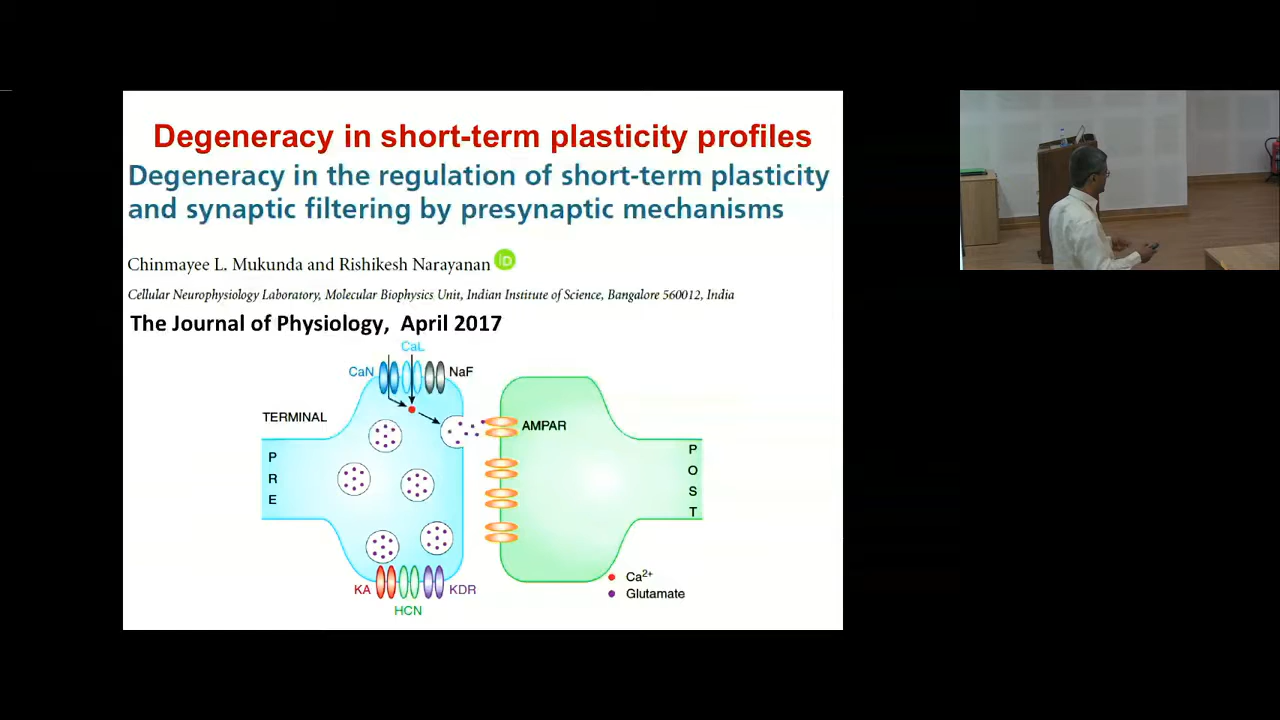 Degeneracy in short-term plasticity profiles
Degeneracy in the regulation of short-term plasticity
and synaptic filtering by presynaptic mechanisms
Chinmayee L. Mukunda and Rishikesh Narayanan iD
Cellular Neurophysiology Laboratory, Molecular Biophysics Unit, Indian Institute of Science, Bangalore 560012, India
The Journal of Physiology, April 2017
CaL
CaN
NaF
TERMINAL
AMPAR
P
R
E
P
O
S
T
KA
KDR
HCN
Ca2+
Glutamate